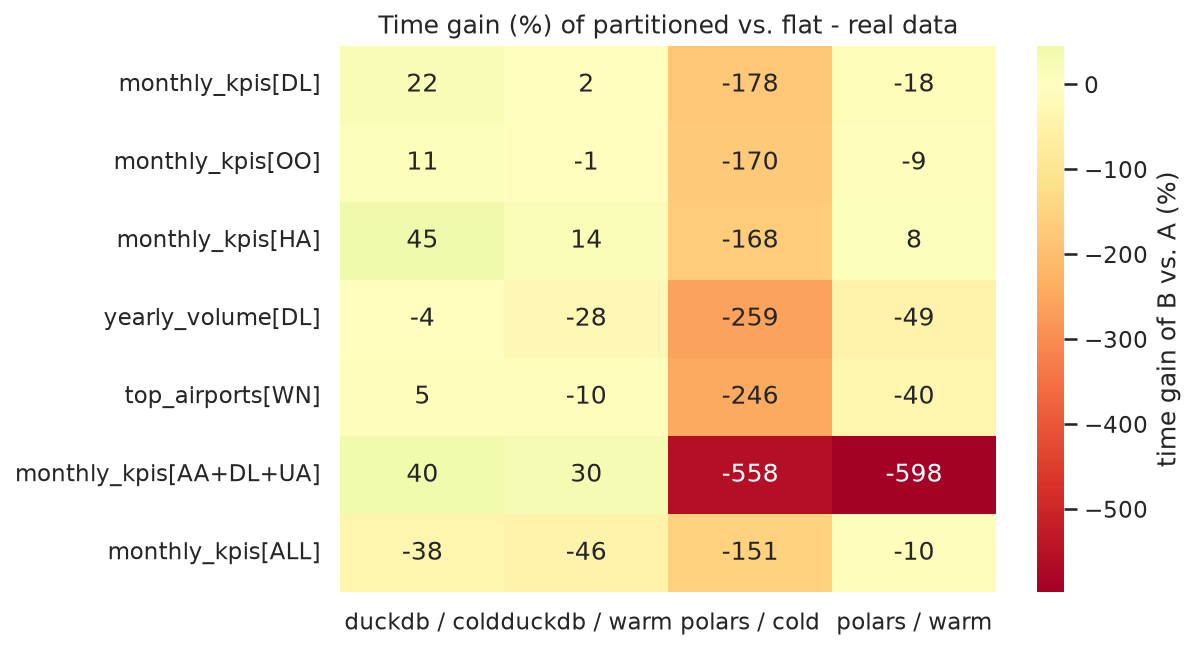 Time gain (%) of partitioned vs. flat - real data
monthly_kpis[DL] 22 2 -178 -18
monthly_kpis[OO] 11 -1 -170 -9
monthly_kpis[HA] 45 14 -168 8
yearly_volume[DL] -4 -28 -259 -49
top_airports[WN] 5 -10 -246 -40
monthly_kpis[AA+DL+UA] 40 30 -558 -598
monthly_kpis[ALL] -38 -46 -151 -10
duckdb / cold duckdb / warm polars / cold polars / warm
0
−100
−200
−300
−400
−500
time gain of B vs. A (%)